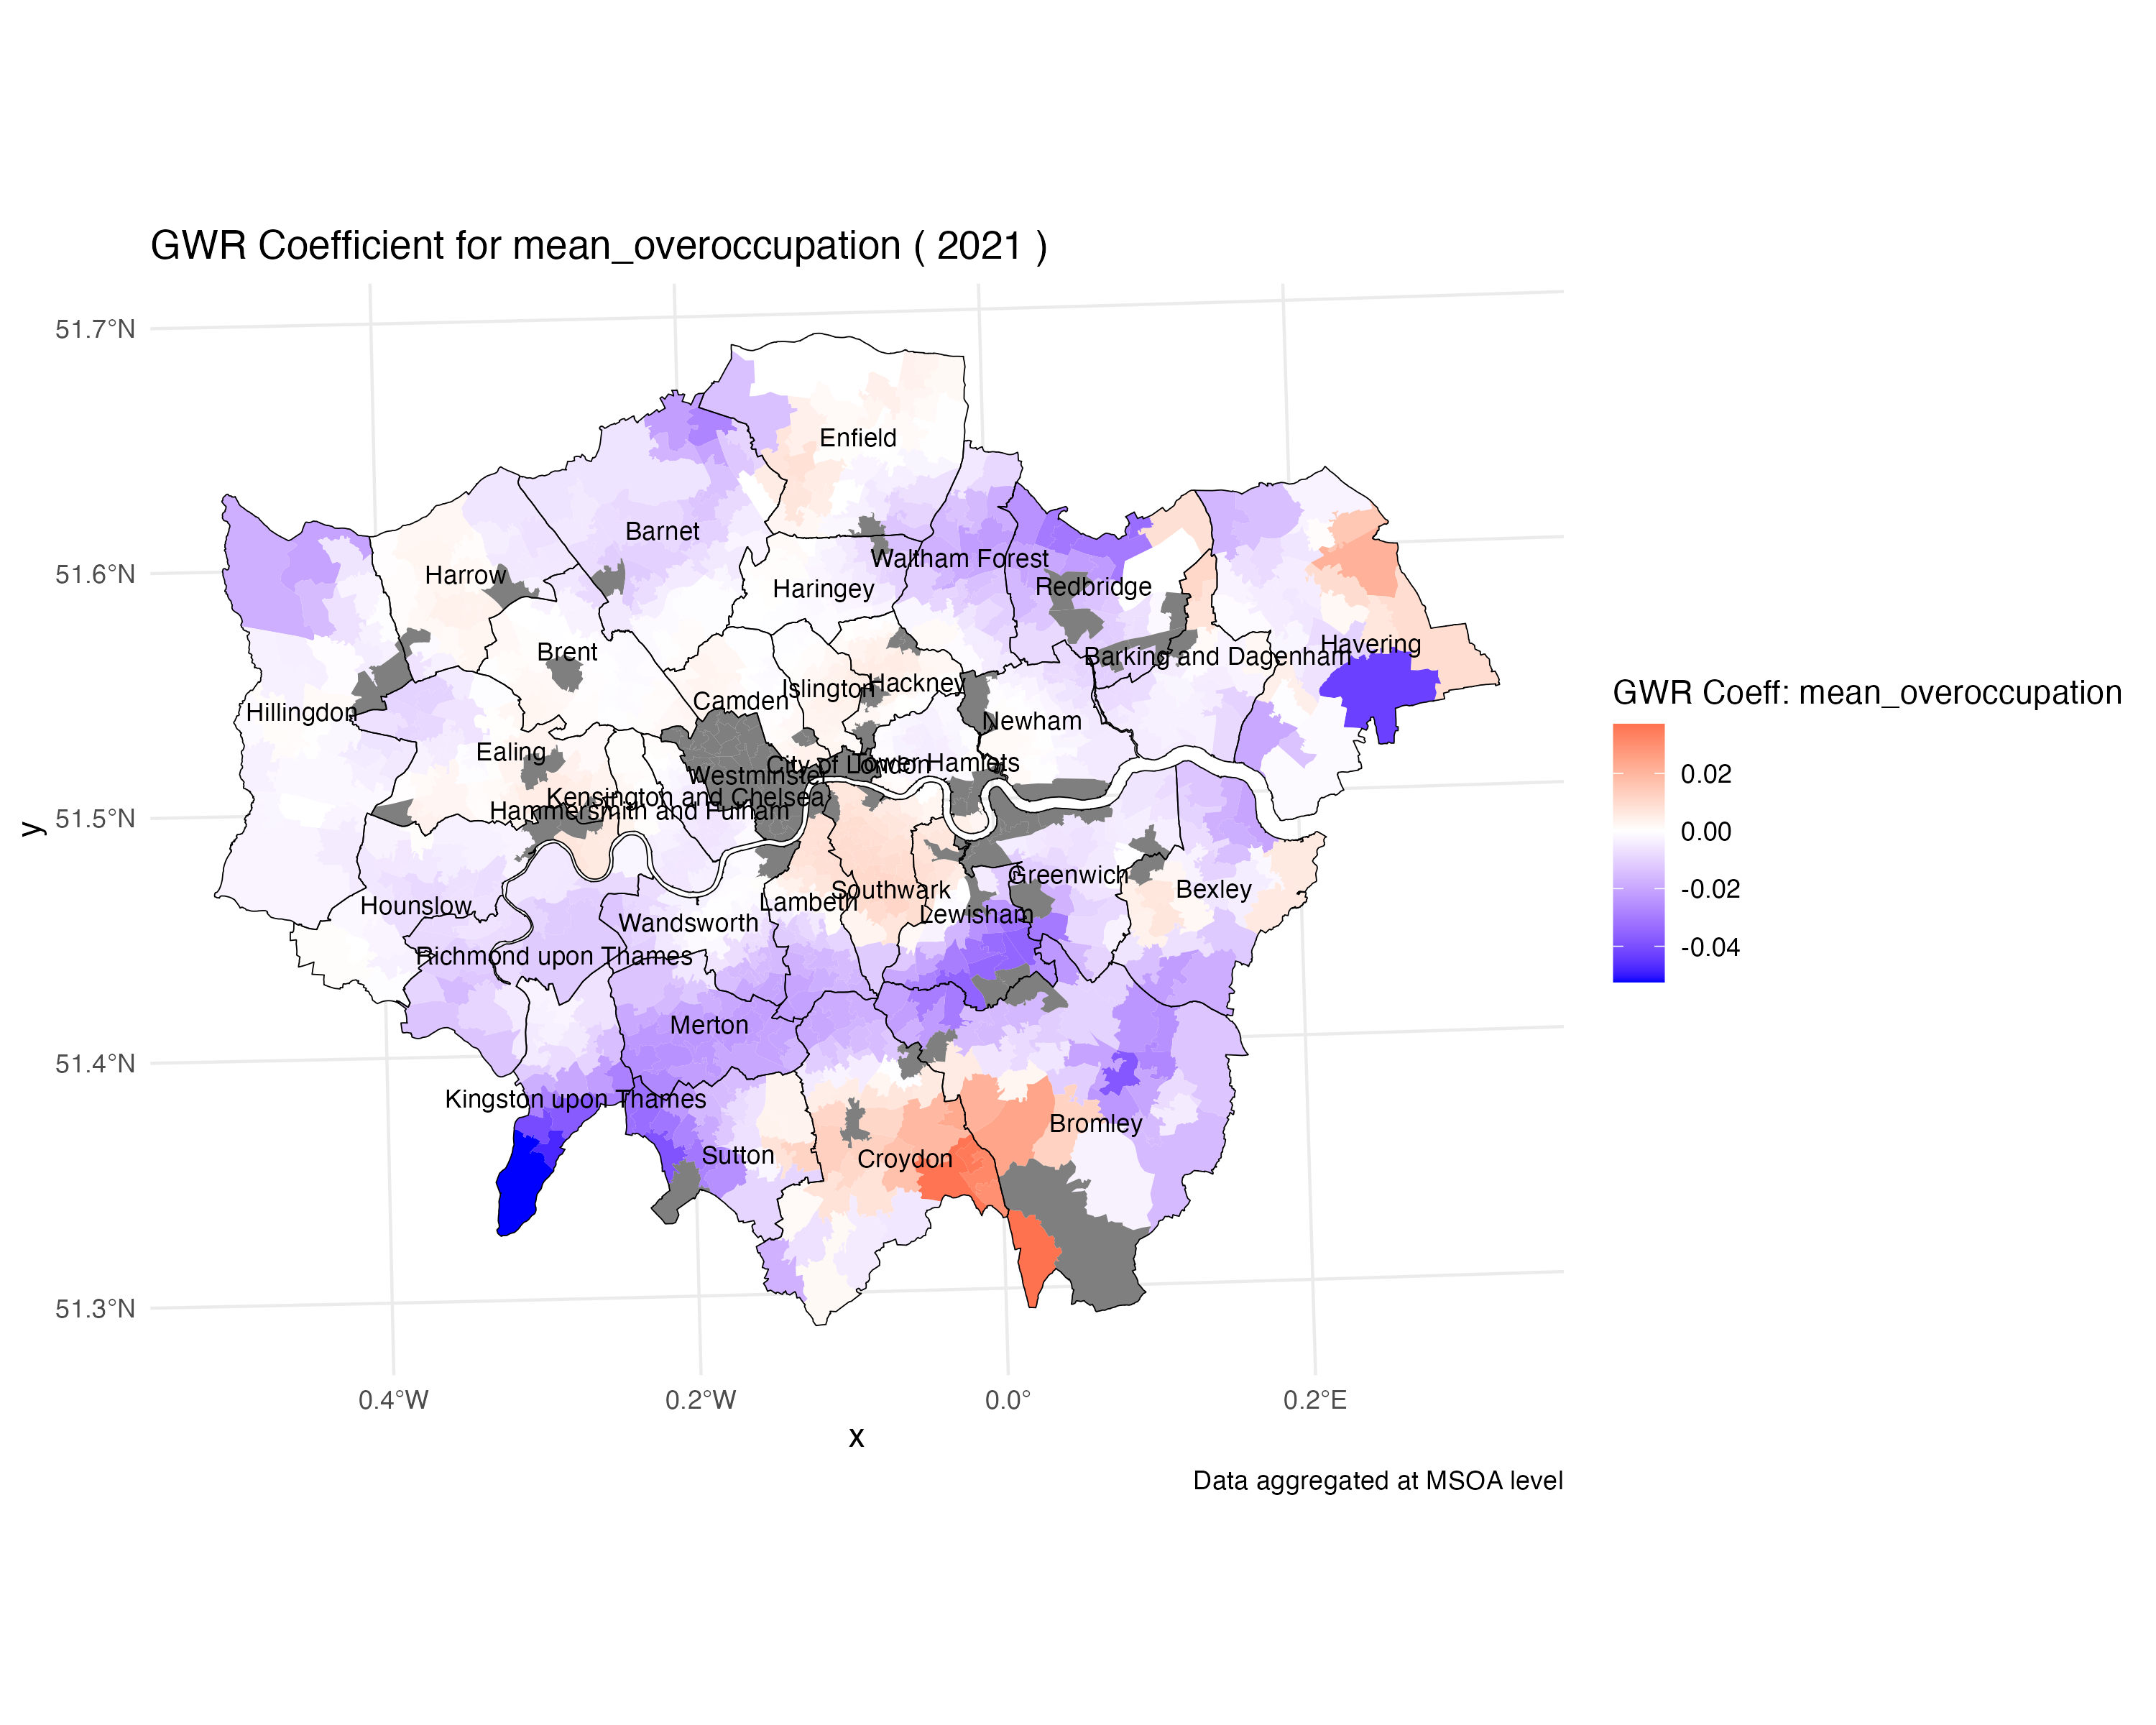 GWR Coefficient for mean_overoccupation ( 2021 )
51.7°N
51.6°N
51.5°N
51.4°N
51.3°N
y
Enfield
Barnet
Waltham Forest
Harrow
Haringey
Redbridge
Havering
Brent
Barking and Dagenham
Islington
Hackney
Camden
Hillingdon
Newham
Ealing
City of London
Tower Hamlets
Westminster
Kensington and Chelsea
Hammersmith and Fulham
Greenwich
Southwark
Bexley
Lambeth
Hounslow
Lewisham
Wandsworth
Richmond upon Thames
Merton
Kingston upon Thames
Bromley
Sutton
Croydon
0.4°W
0.2°W
0.0°
0.2°E
x
GWR Coeff: mean_overoccupation
0.02
0.00
-0.02
-0.04
Data aggregated at MSOA level